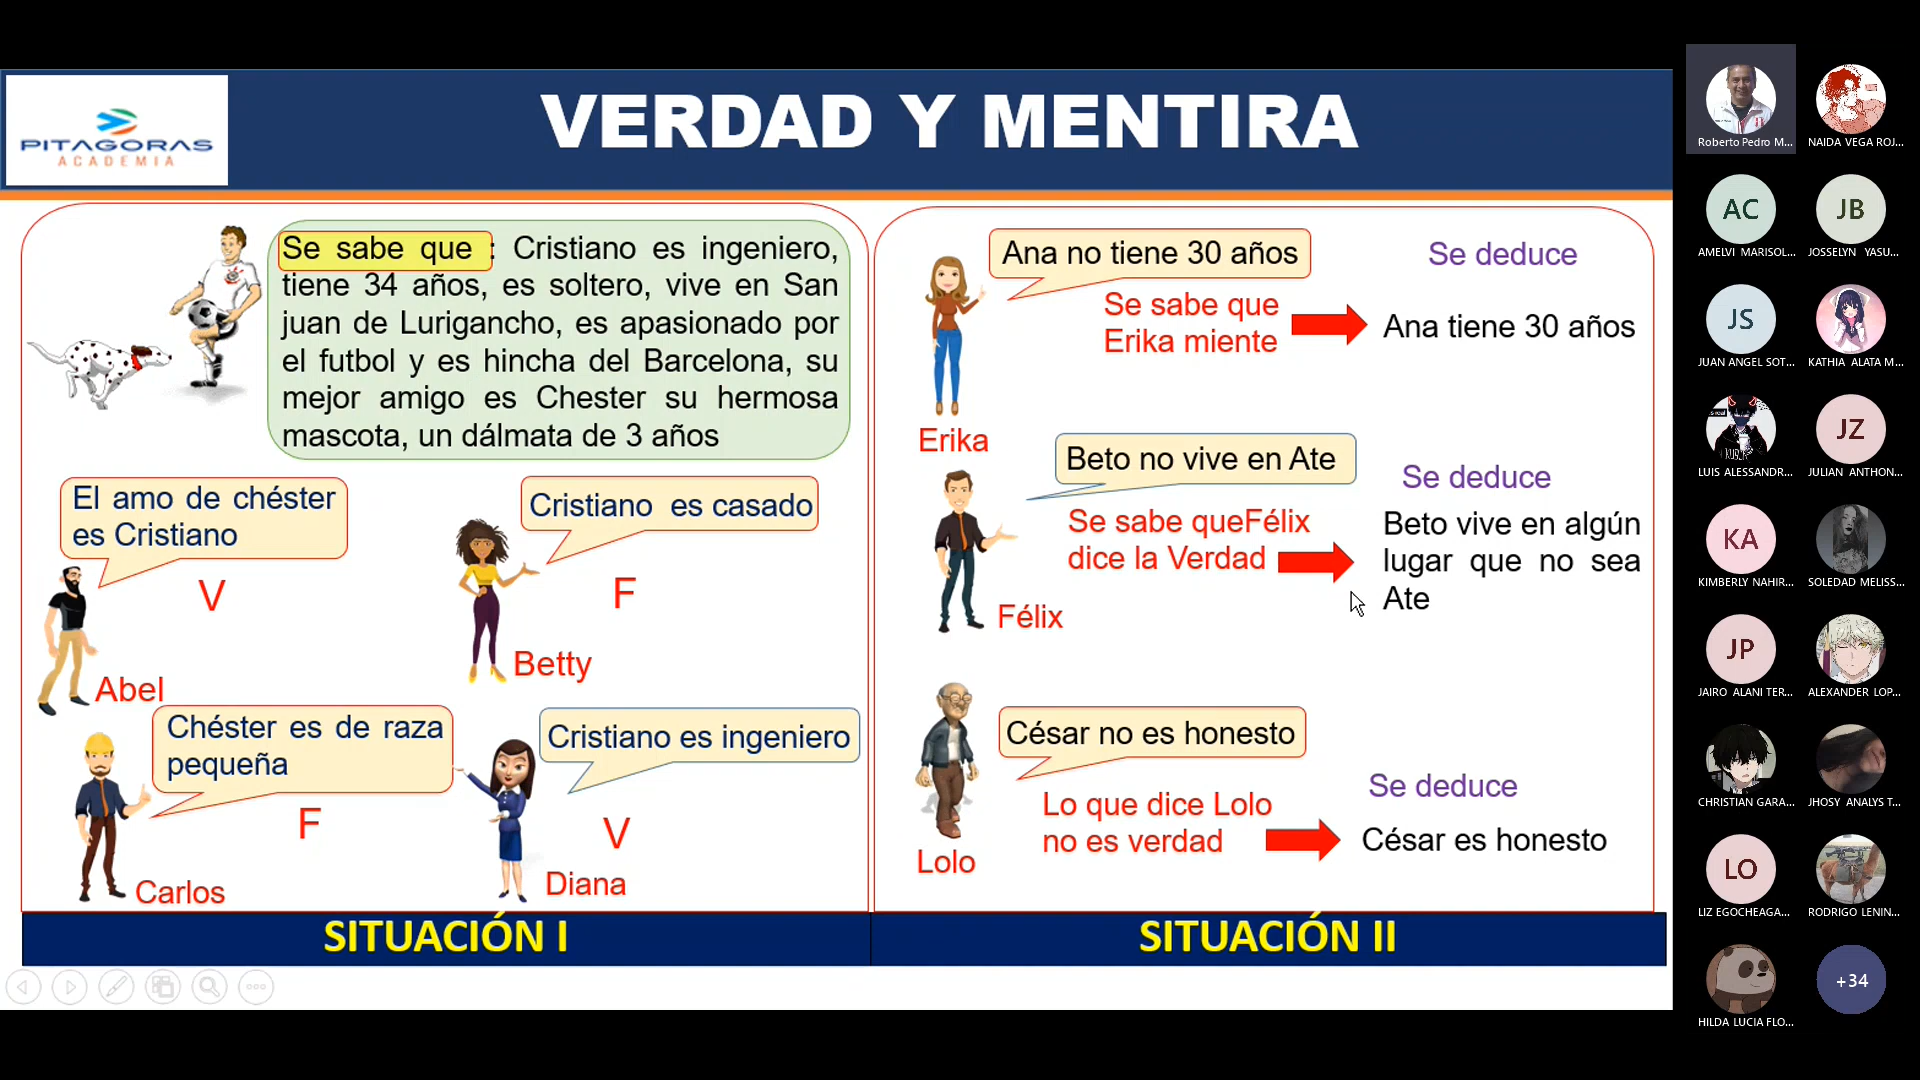 PITAGORAS
ACADEMIA
VERDAD Y MENTIRA
Se sabe que : Cristiano es ingeniero,
tiene 34 años, es soltero, vive en San
juan de Lurigancho, es apasionado por
el futbol y es hincha del Barcelona, su
mejor amigo es Chester su hermosa
mascota, un dálmata de 3 años
El amo de chéster
es Cristiano
V
Abel
Cristiano es casado
F
Betty
Chéster es de raza
pequeña
F
Carlos
Cristiano es ingeniero
V
Diana
SITUACIÓN I
Ana no tiene 30 años
Se sabe que
Erika miente
Se deduce
Ana tiene 30 años
Erika
Beto no vive en Ate
Se sabe queFélix
dice la Verdad
Se deduce
Beto vive en algún
lugar que no sea
Ate
Félix
César no es honesto
Lo que dice Lolo
no es verdad
Se deduce
César es honesto
Lolo
SITUACIÓN II
Roberto Pedro M...
NAIDA VEGA ROJ...
AC
AMELVI MARISOL...
JB
JOSSELYN YASU...
JS
JUAN ANGEL SOT...
KATHIA ALATA M...
LUIS ALESSANDR...
JZ
JULIAN ANTHON...
KA
KIMBERLY NAHIR...
SOLEDAD MELISS...
JP
JAIRO ALANI TER...
ALEXANDER LOP...
CHRISTIAN GARA...
JHOSY ANALYS T...
LO
LIZ EGOCHEAGA...
RODRIGO LENIN...
HILDA LUCIA FLO...
+34